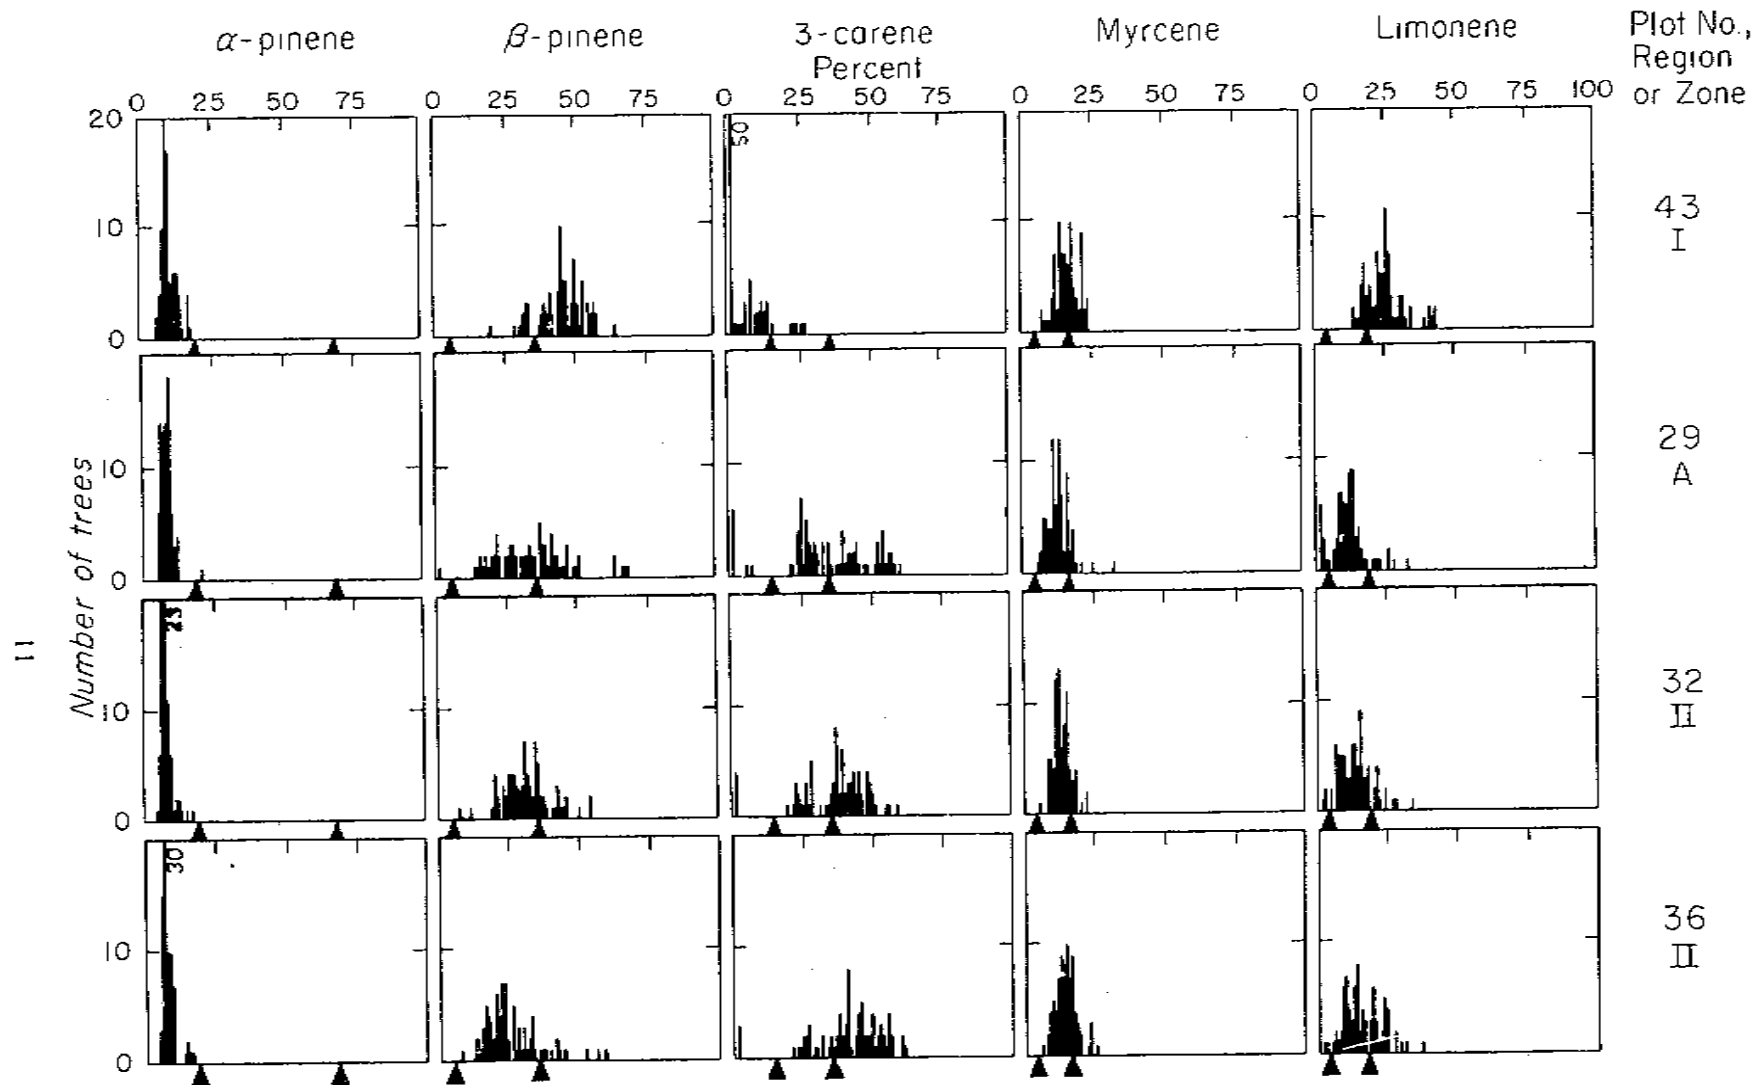 α-pinene β-pinene 3-carene Myrcene Limonene Plot No., Region or Zone
Percent
0 25 50 75 0 25 50 75 0 25 50 75 0 25 50 75 0 25 50 75 100
20
10
0
50
43
I
10
0
29
A
Number of trees
11
23
10
0
32
II
30
10
0
36
II